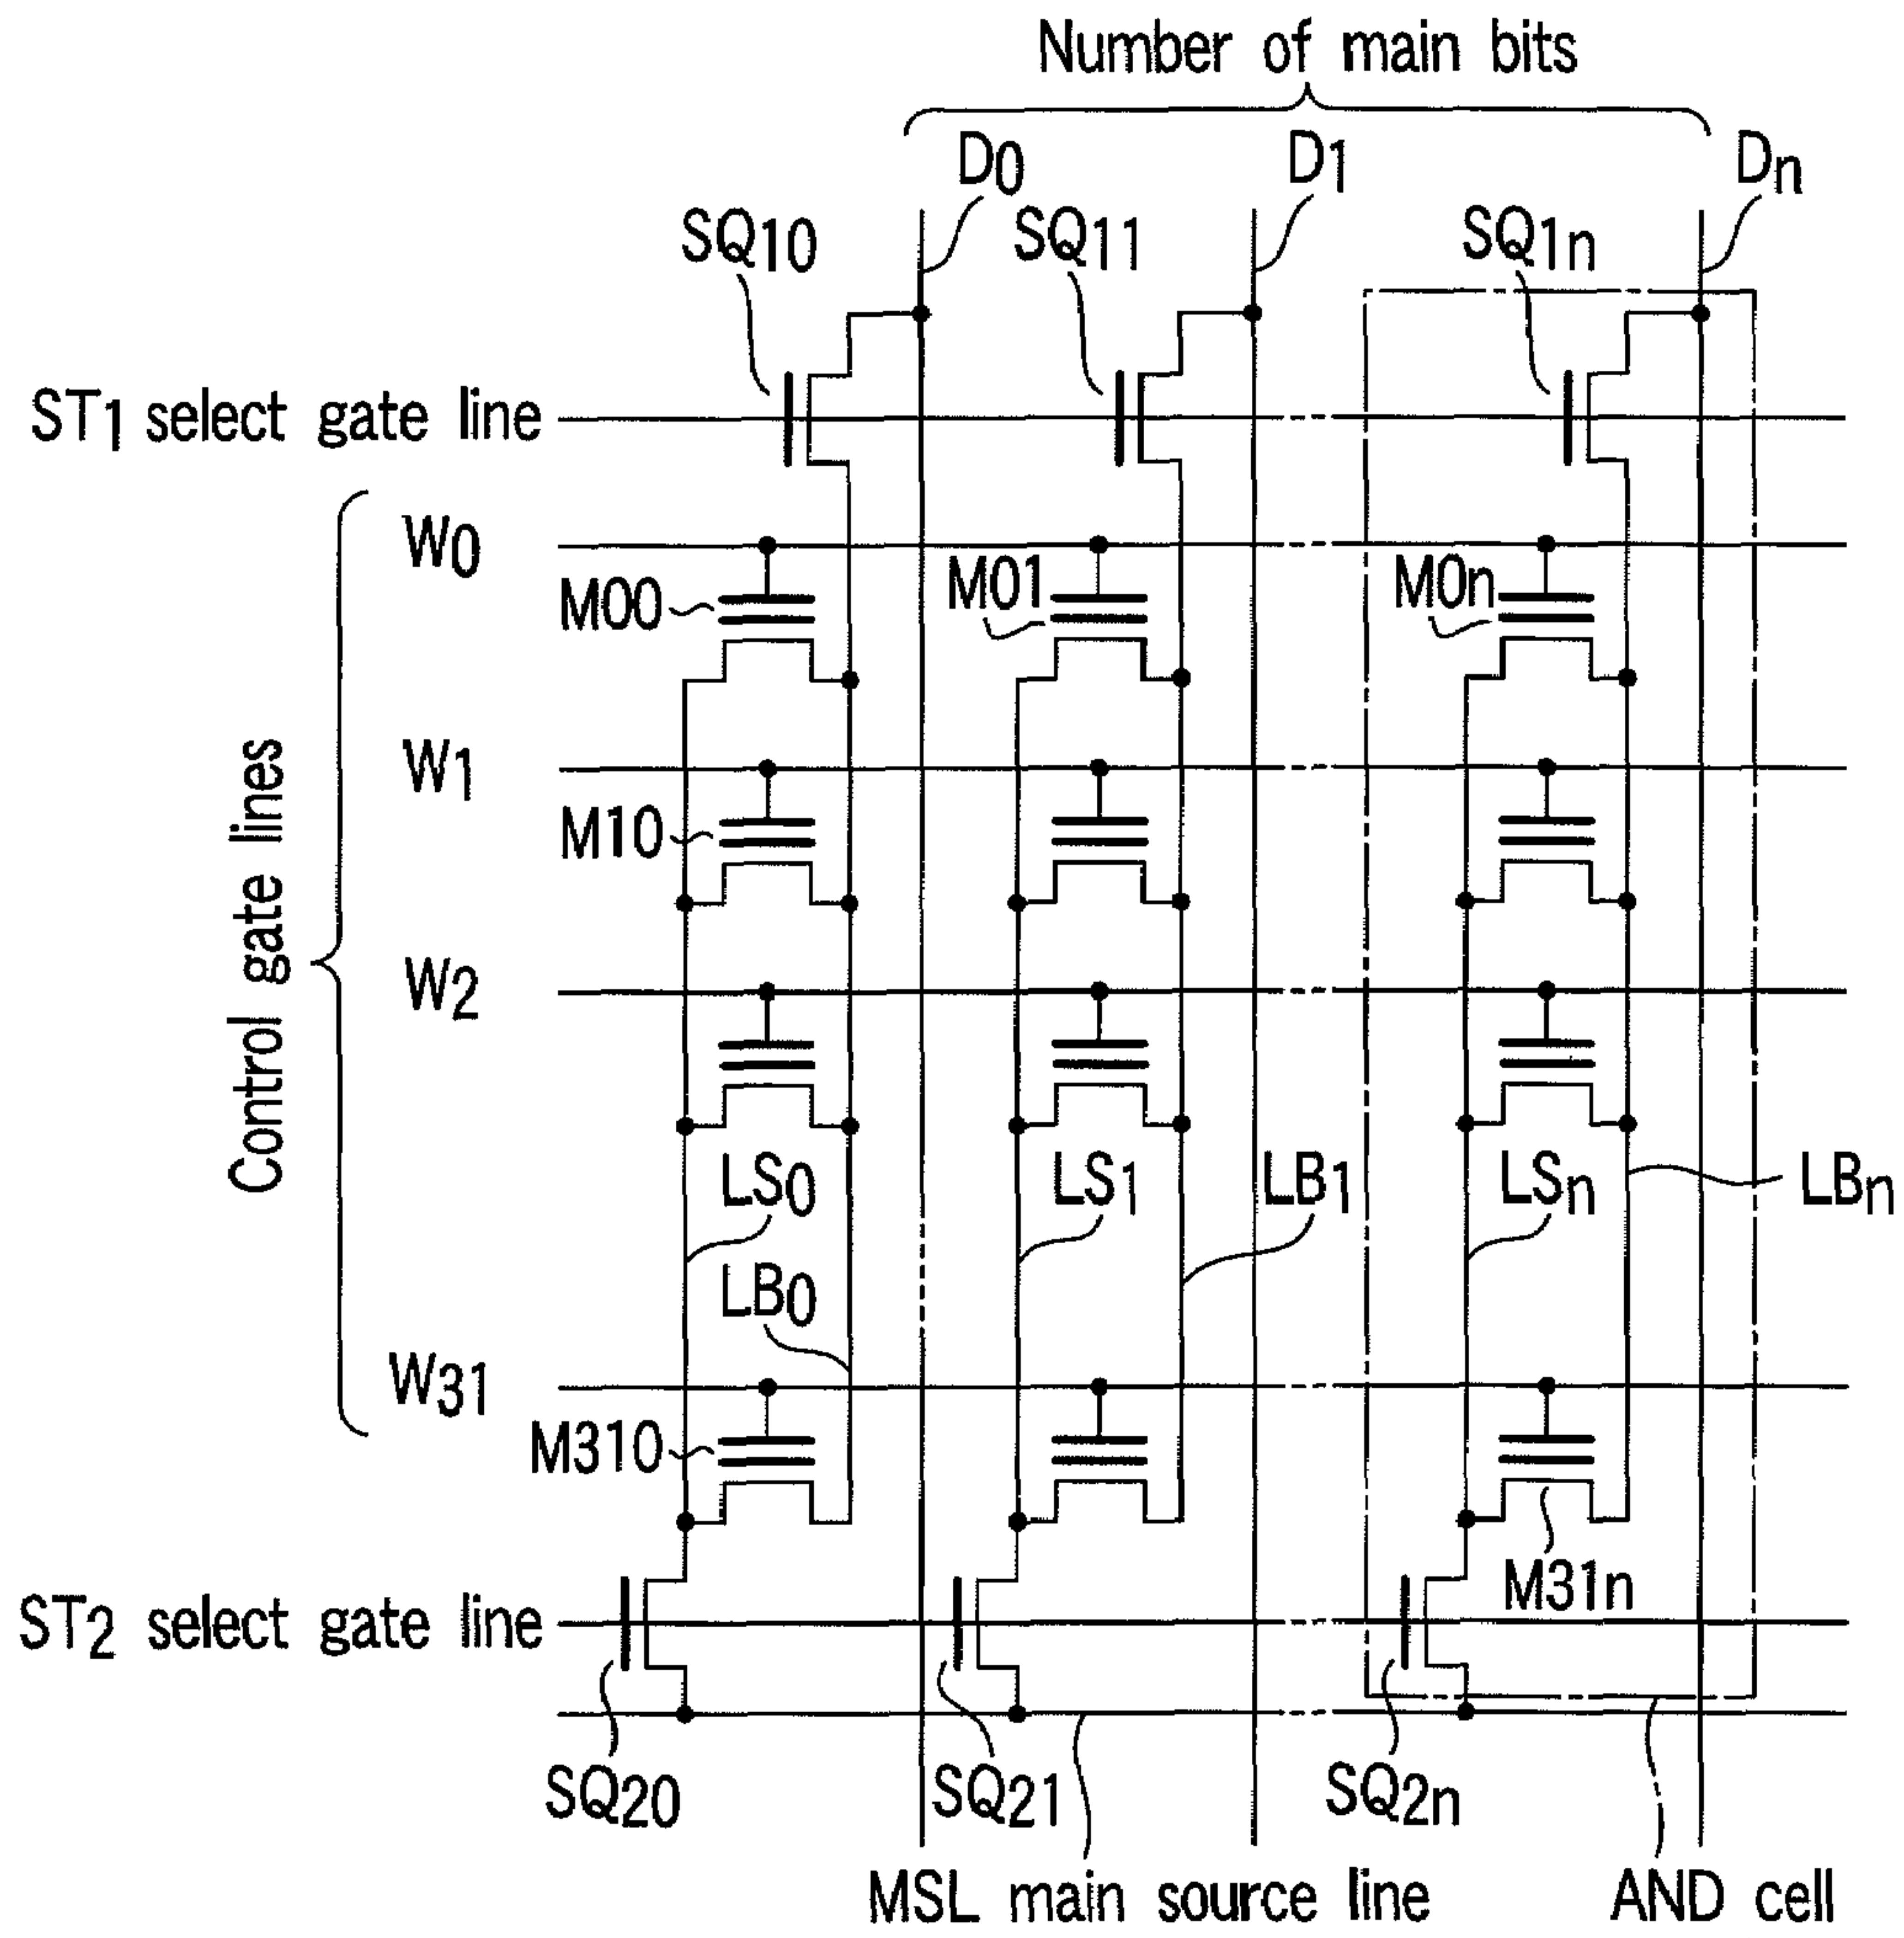 Number of main bits
D0
D1
Dn
SQ10
SQ11
SQ1n
ST1 select gate line
Control gate lines
W0
M00
M01
M0n
W1
M10
W2
LS0
LS1
LB1
LSn
LBn
LB0
W31
M310
M31n
ST2 select gate line
SQ20
SQ21
SQ2n
MSL main source line
AND cell